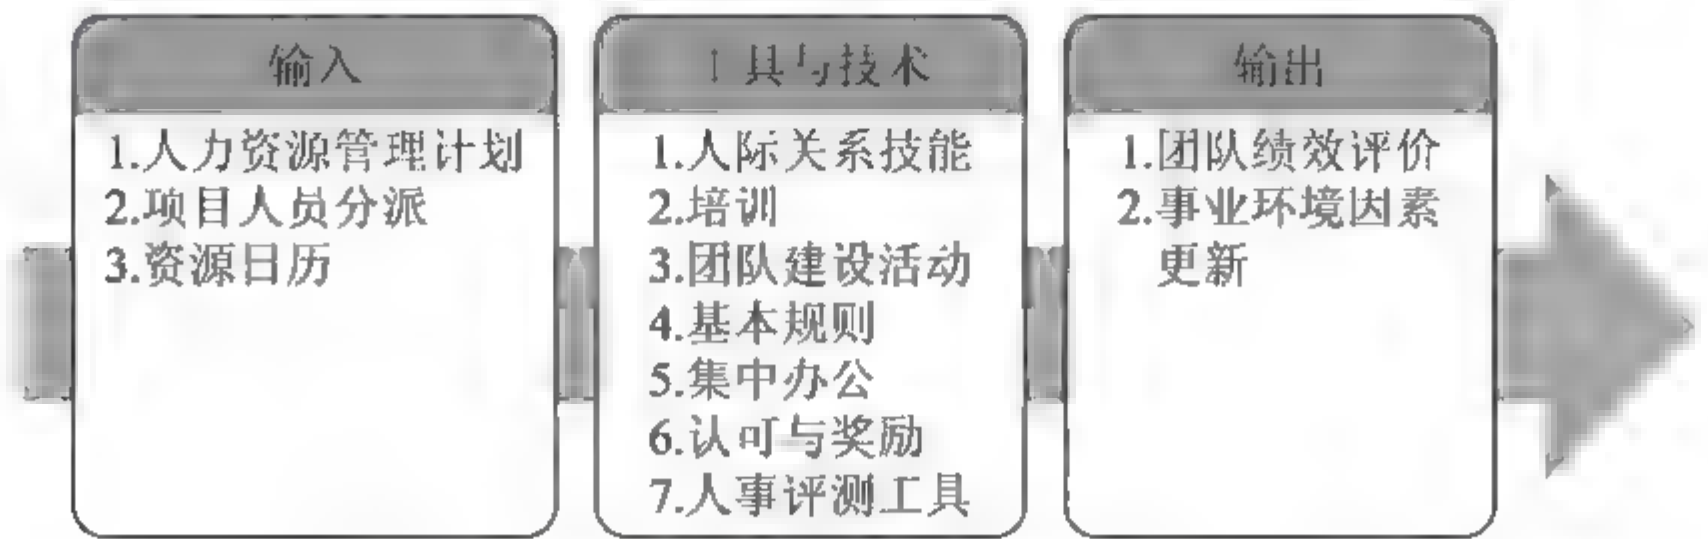 输入
1.人力资源管理计划
2.项目人员分派
3.资源日历
工具与技术
1.人际关系技能
2.培训
3.团队建设活动
4.基本规则
5.集中办公
6.认可与奖励
7.人事评测工具
输出
1.团队绩效评价
2.事业环境因素
更新